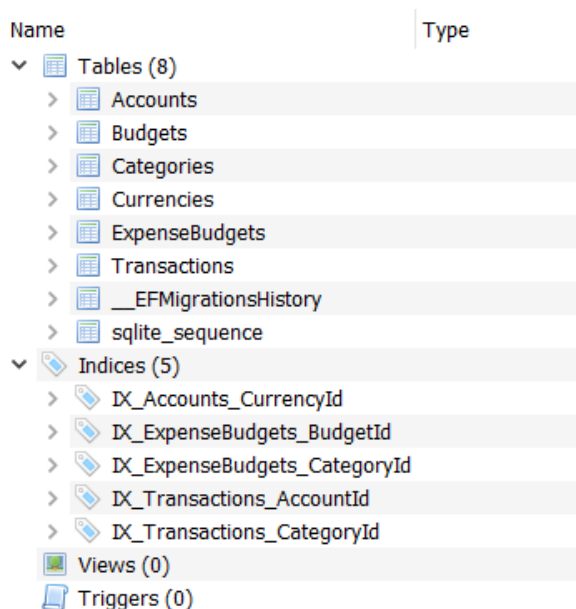 Name Type
Tables (8)
Accounts
Budgets
Categories
Currencies
ExpenseBudgets
Transactions
__EFMigrationsHistory
sqlite_sequence
Indices (5)
IX_Accounts_CurrencyId
IX_ExpenseBudgets_BudgetId
IX_ExpenseBudgets_CategoryId
IX_Transactions_AccountId
IX_Transactions_CategoryId
Views (0)
Triggers (0)